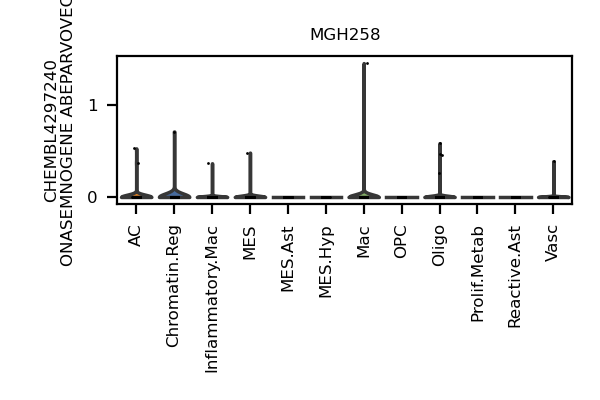 MGH258
CHEMBL4297240
ONASEMNOGENE
1
0
AC
Chromatin.Reg
Inflammatory.Mac
MES
MES.Ast
MES.Hyp
Mac
OPC
Oligo
Prolif.Metab
Reactive.Ast
Vasc